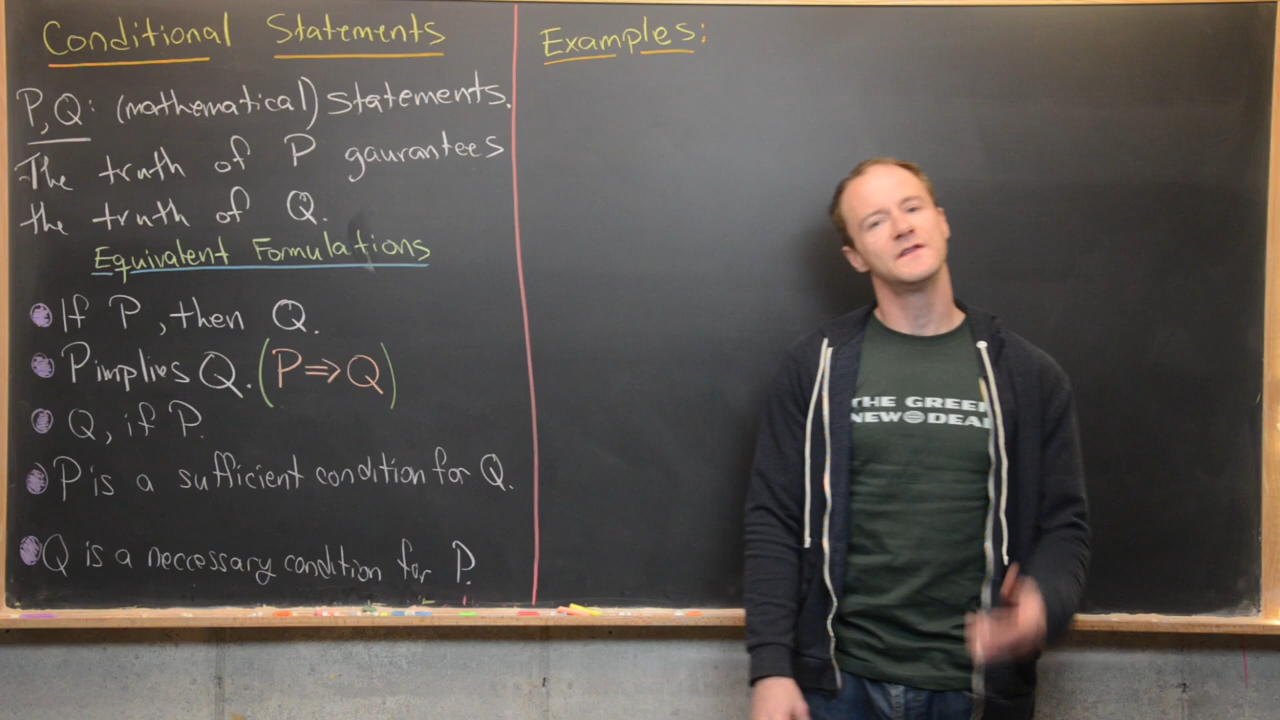 Conditional Statements
P,Q: (mathematical) statements.
The truth of P gaurantees
the truth of Q.
Equivalent Formulations
If P, then Q.
P implies Q. (P⇒Q)
Q, if P.
P is a sufficient condition for Q.
Q is a neccessary condition for P.
Examples:
THE GREEN
NEW DEAL